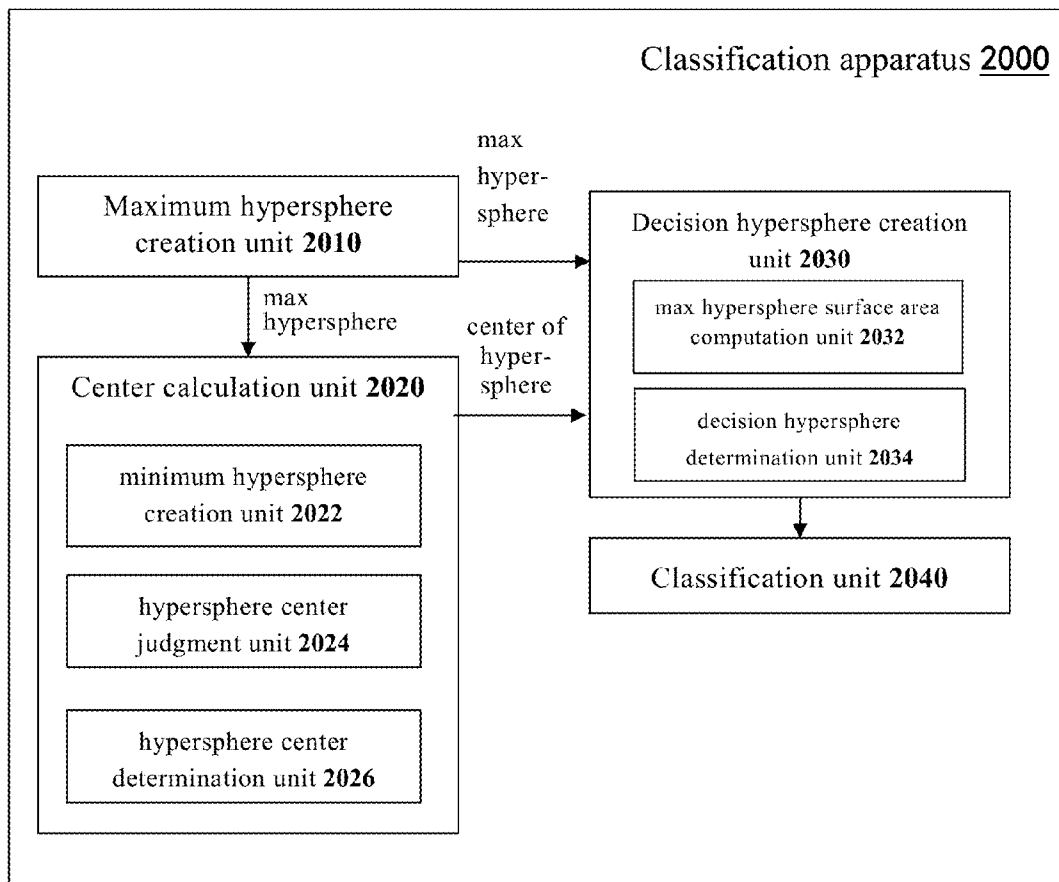 Classification apparatus 2000
max
hyper-
sphere
Maximum hypersphere
creation unit 2010
max
hypersphere
center of
hyper-
sphere
Center calculation unit 2020
minimum hypersphere
creation unit 2022
hypersphere center
judgment unit 2024
hypersphere center
determination unit 2026
Decision hypersphere creation
unit 2030
max hypersphere surface area
computation unit 2032
decision hypersphere
determination unit 2034
Classification unit 2040